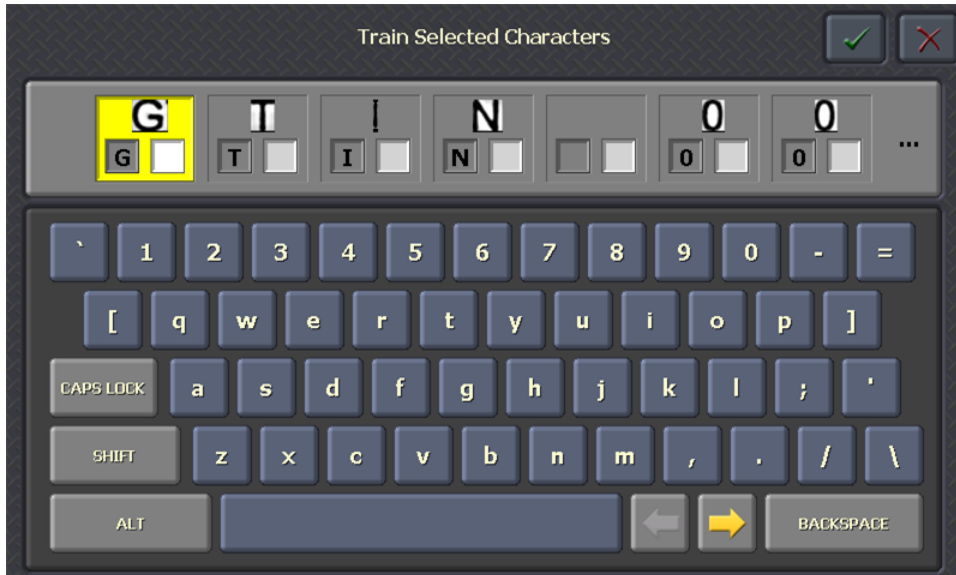 Train Selected Characters
G T I N 0 0
G T I N 0 0 ...
` 1 2 3 4 5 6 7 8 9 0 - =
[ q w e r t y u i o p ]
CAPS LOCK a s d f g h j k l ; '
SHIFT z x c v b n m , . / \
ALT BACKSPACE